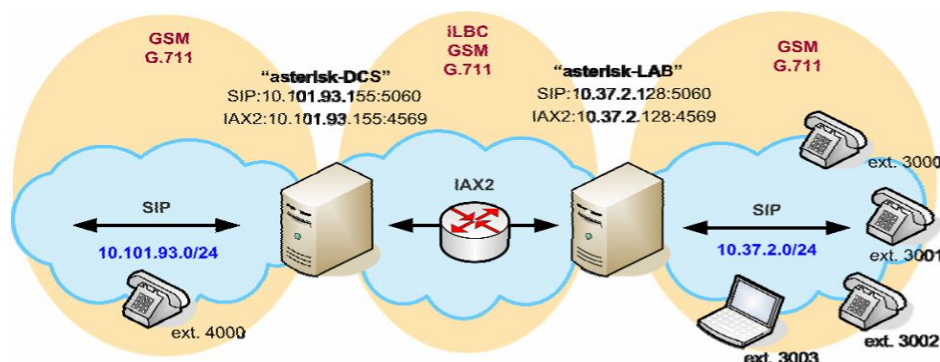 GSM
G.711
"asterisk-DCS"
SIP:10.101.93.155:5060
IAX2:10.101.93.155:4569
iLBC
GSM
G.711
"asterisk-LAB"
SIP:10.37.2.128:5060
IAX2:10.37.2.128:4569
GSM
G.711
ext. 3000
SIP
10.101.93.0/24
IAX2
SIP
10.37.2.0/24
ext. 3001
ext. 4000
ext. 3003
ext. 3002